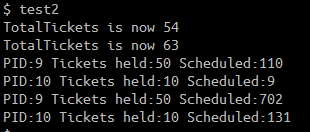 $ test2
TotalTickets is now 54
TotalTickets is now 63
PID:9 Tickets held:50 Scheduled:110
PID:10 Tickets held:10 Scheduled:9
PID:9 Tickets held:50 Scheduled:702
PID:10 Tickets held:10 Scheduled:131